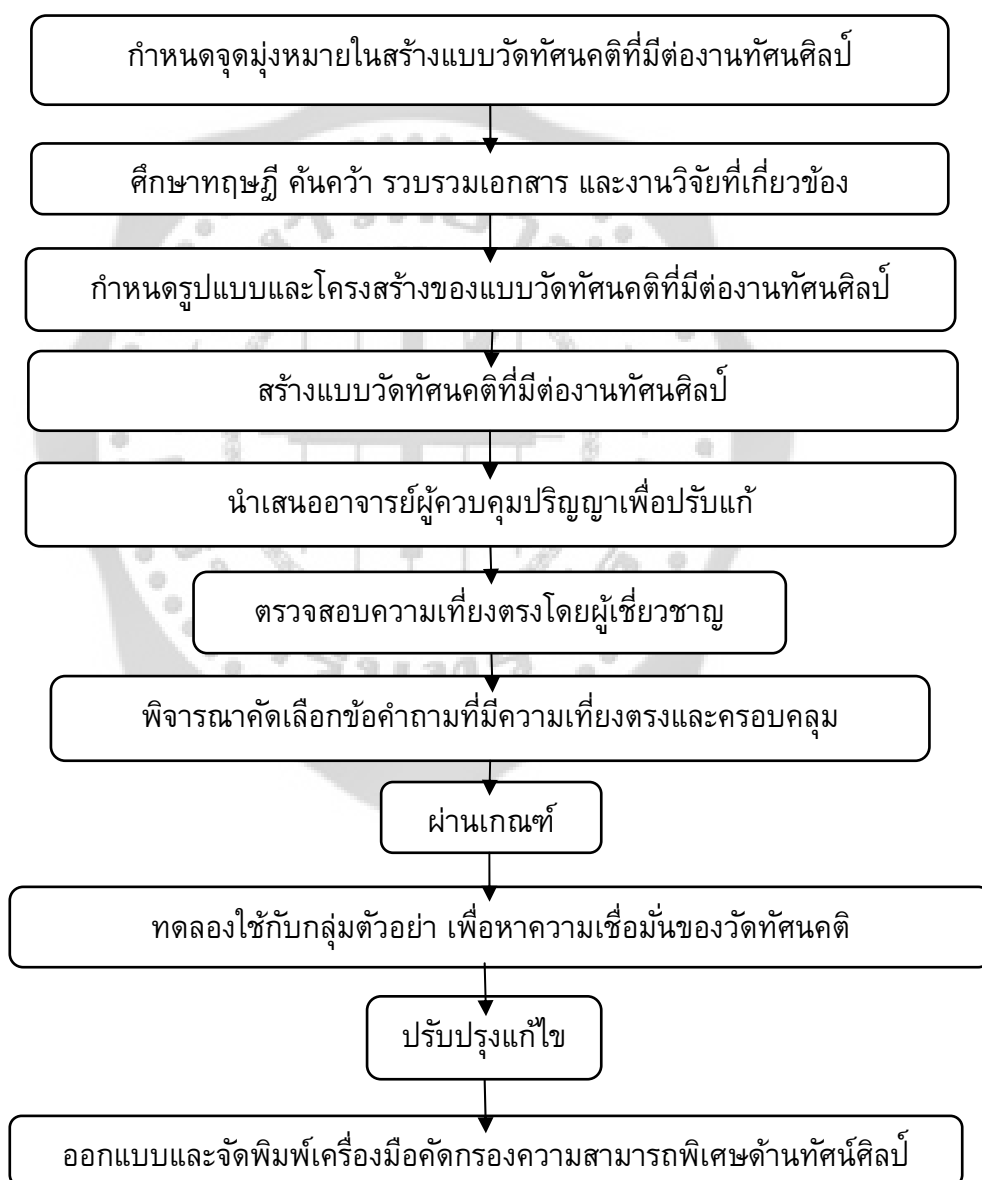 กำหนดจุดมุ่งหมายในสร้างแบบวัดทัศนคติที่มีต่องานทัศนศิลป์
ศึกษาทฤษฎี ค้นคว้า รวบรวมเอกสาร และงานวิจัยที่เกี่ยวข้อง
กำหนดรูปแบบและโครงสร้างของแบบวัดทัศนคติที่มีต่องานทัศนศิลป์
สร้างแบบวัดทัศนคติที่มีต่องานทัศนศิลป์
นำเสนออาจารย์ผู้ควบคุมปริญญาเพื่อปรับแก้
ตรวจสอบความเที่ยงตรงโดยผู้เชี่ยวชาญ
พิจารณาคัดเลือกข้อคำถามที่มีความเที่ยงตรงและครอบคลุม
ผ่านเกณฑ์
ทดลองใช้กับกลุ่มตัวอย่า เพื่อหาความเชื่อมั่นของวัดทัศนคติ
ปรับปรุงแก้ไข
ออกแบบและจัดพิมพ์เครื่องมือคัดกรองความสามารถพิเศษด้านทัศน์ศิลป์